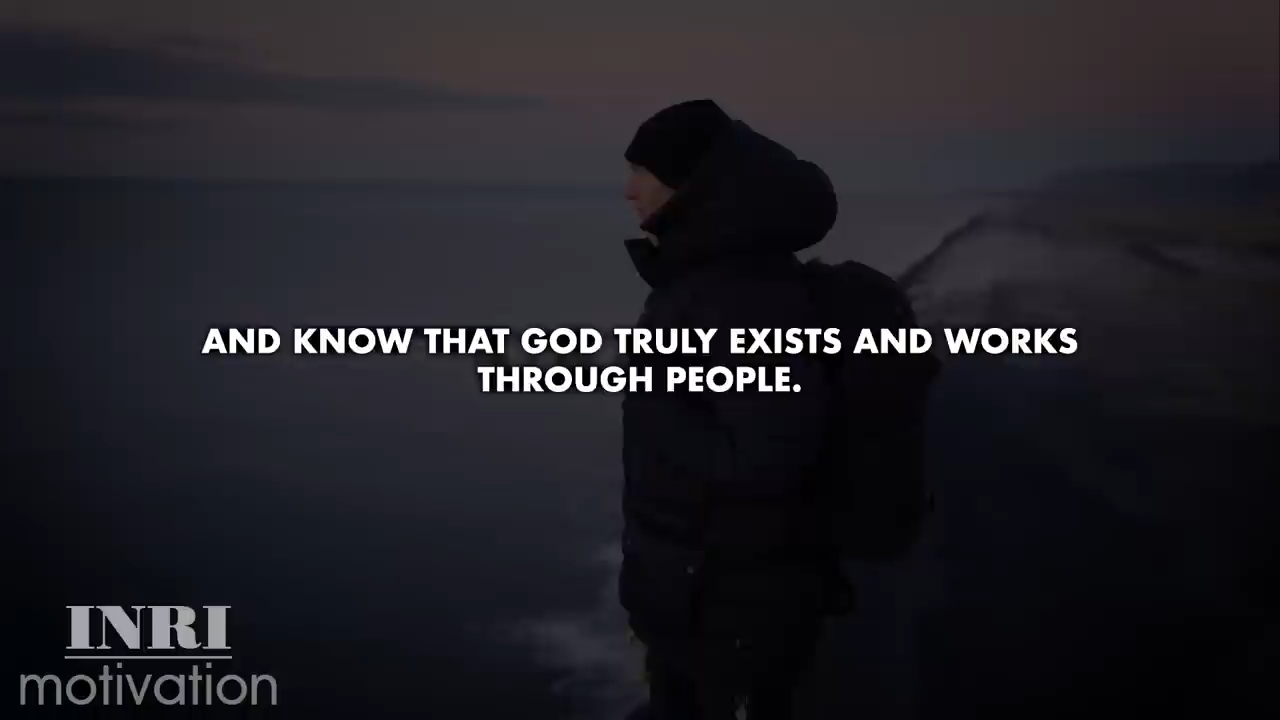 AND KNOW THAT GOD TRULY EXISTS AND WORKS
THROUGH PEOPLE.
INRI
motivation